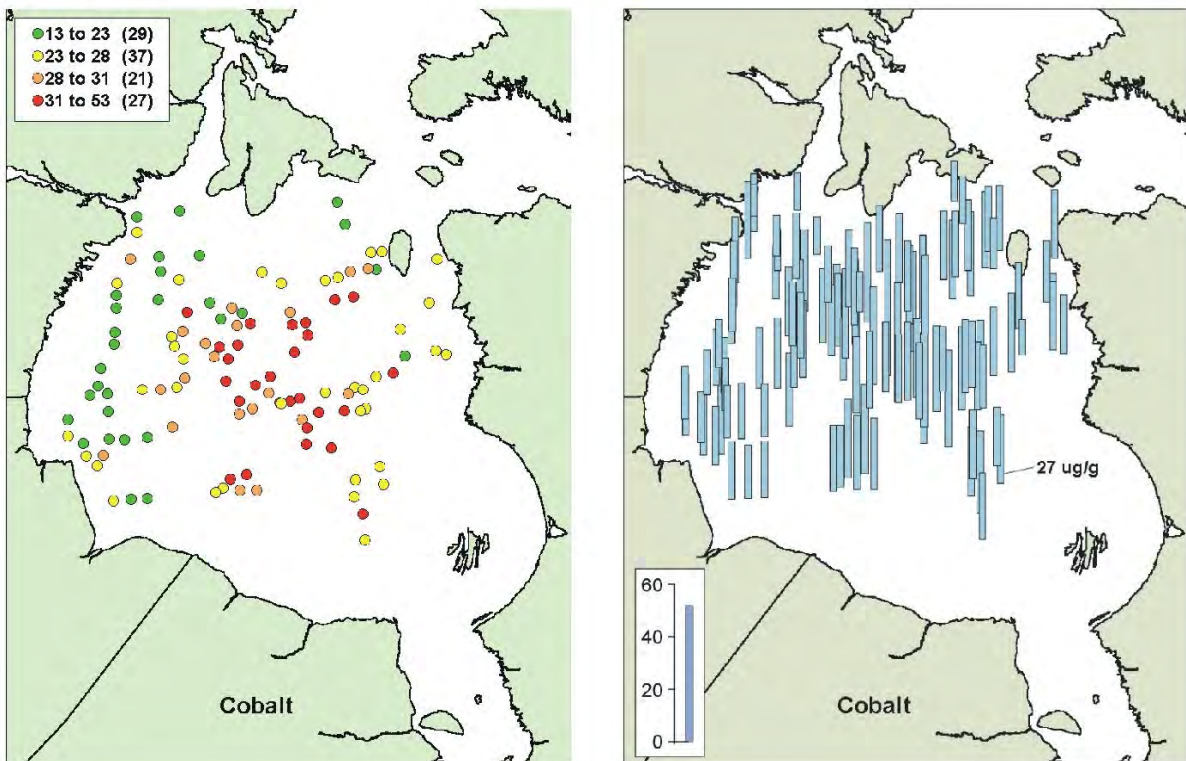 13 to 23 (29)
23 to 28 (37)
28 to 31 (21)
31 to 53 (27)
Cobalt
27 ug/g
60
40
20
0
Cobalt